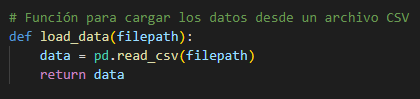 # Función para cargar los datos desde un archivo CSV
def load_data(filepath):
    data = pd.read_csv(filepath)
    return data